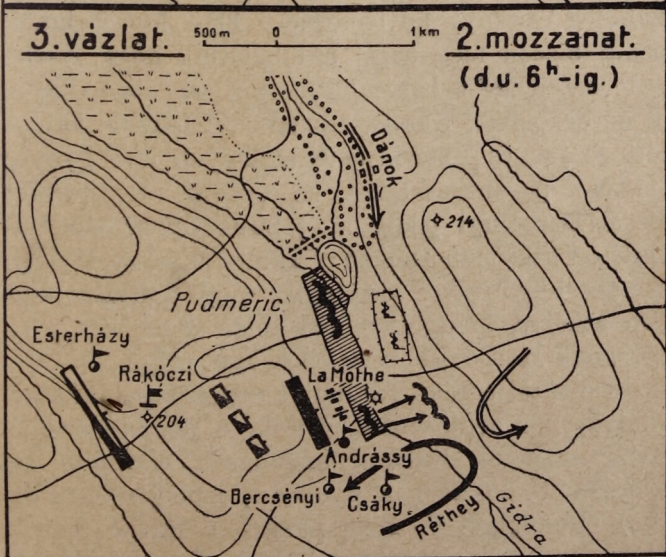 3. vázlat.
500 m 0 1 km
2. mozzanat.
(d.u. 6h-ig.)
Dánok
214
Pudmeric
Esterházy
Rákóczi
204
La Mothe
Andrássy
Bercsényi
Csáky
Réthey
Gidra